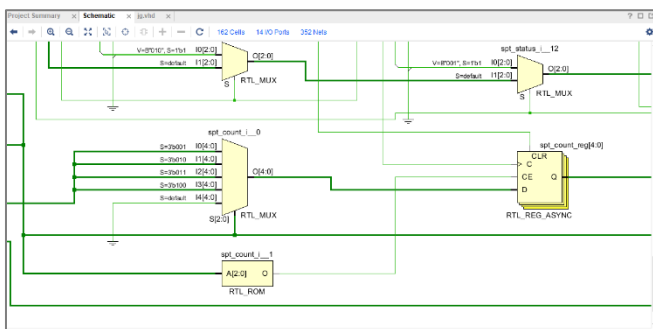 Project Summary × Schematic × jjj.vhd ×
162 Cells 14 I/O Ports 352 Nets
V=B"010", S=1'b1 I0[2:0]
S=default I1[2:0]
O[2:0]
S
RTL_MUX
spt_status_i__12
V=B"001", S=1'b1 I0[2:0]
S=default I1[2:0]
O[2:0]
S
RTL_MUX
spt_count_i__0
S=3'b001 I0[4:0]
S=3'b010 I1[4:0]
S=3'b011 I2[4:0]
S=3'b100 I3[4:0]
S=default I4[4:0]
O[4:0]
S[2:0]
RTL_MUX
spt_count_reg[4:0]
CLR
C
CE Q
D
RTL_REG_ASYNC
spt_count_i__1
A[2:0] O
RTL_ROM